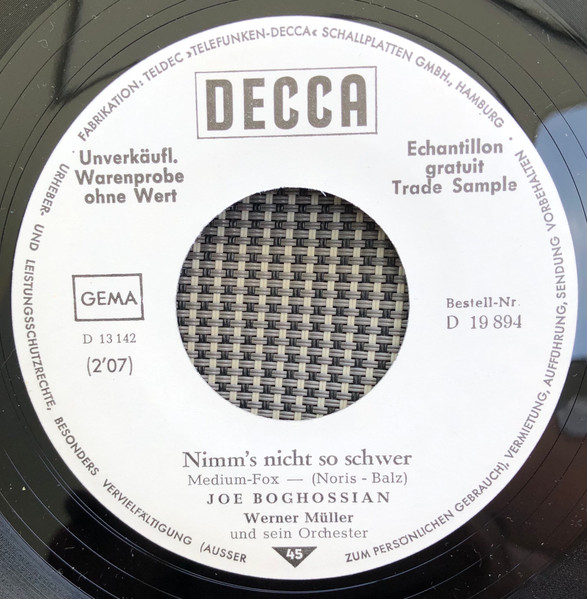 FABRIKATION: TELDEC ›TELEFUNKEN-DECCA‹ SCHALLPLATTEN GMBH., HAMBURG ·
DECCA
Unverkäufl.
Warenprobe
ohne Wert
Echantillon
gratuit
Trade Sample
GEMA
D 13 142
(2'07)
Bestell-Nr.
D 19 894
Nimm's nicht so schwer
Medium-Fox — (Noris - Balz)
JOE BOGHOSSIAN
Werner Müller
und sein Orchester
45
URHEBER- UND LEISTUNGSSCHUTZRECHTE, BESONDERS VERVIELFÄLTIGUNG (AUSSER ZUM PERSÖNLICHEN GEBRAUCH), VERMIETUNG, AUFFÜHRUNG, SENDUNG VORBEHALTEN ·